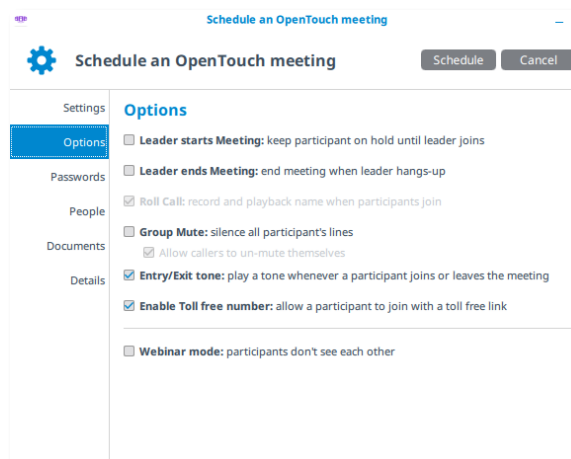 Schedule an OpenTouch meeting
Schedule an OpenTouch meeting
Schedule
Cancel
Settings
Options
Passwords
People
Documents
Details
Options
Leader starts Meeting: keep participant on hold until leader joins
Leader ends Meeting: end meeting when leader hangs-up
Roll Call: record and playback name when participants join
Group Mute: silence all participant's lines
Allow callers to un-mute themselves
Entry/Exit tone: play a tone whenever a participant joins or leaves the meeting
Enable Toll free number: allow a participant to join with a toll free link
Webinar mode: participants don't see each other